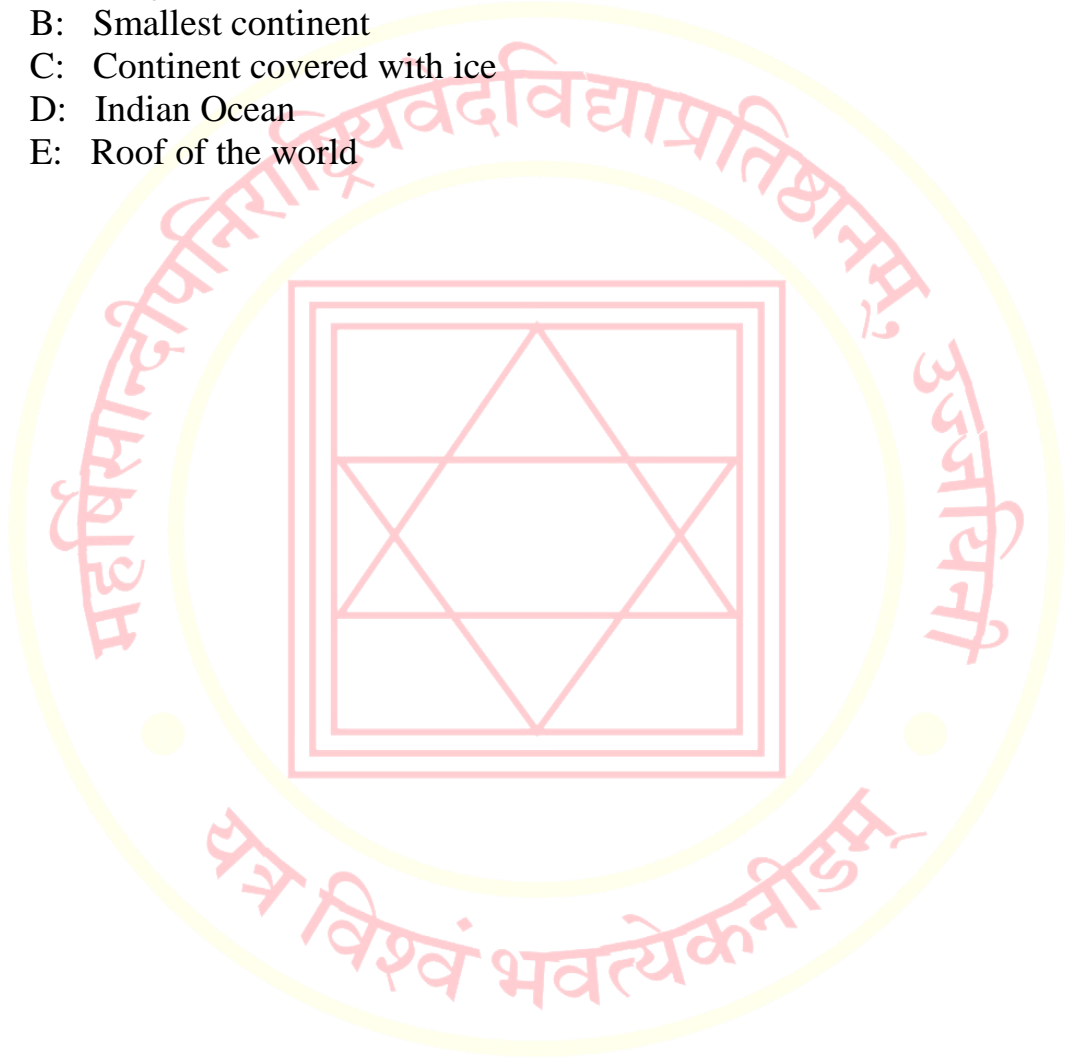 B: Smallest continent
C: Continent covered with ice
D: Indian Ocean
E: Roof of the world
महर्षिसान्दीपनिराष्ट्रियवेदविद्याप्रतिष्ठानम्, उज्जयिनी
यत्र विश्वं भवत्येकनीडम्